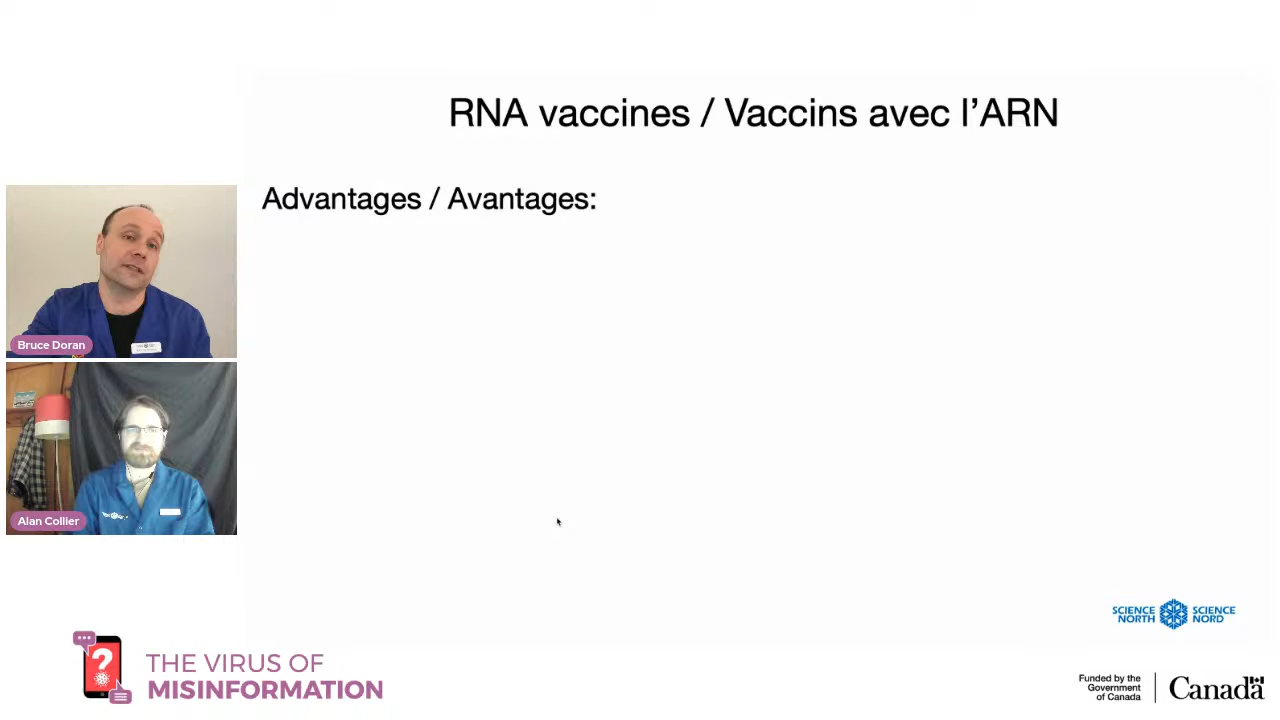 RNA vaccines / Vaccins avec l’ARN
Advantages / Avantages:
Bruce Doran
Alan Collier
SCIENCE NORTH
SCIENCE NORD
?
THE VIRUS OF
MISINFORMATION
Funded by the
Government
of Canada
Canada